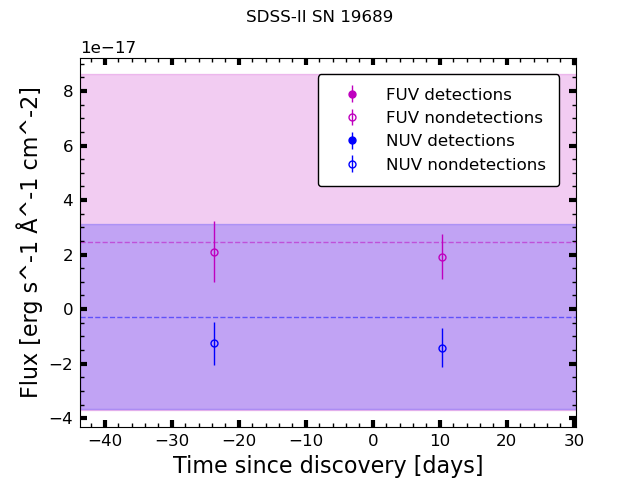 SDSS-II SN 19689
1e−17
FUV detections
FUV nondetections
NUV detections
NUV nondetections
8
6
4
2
0
−2
−4
Flux [erg s^-1 Å^-1 cm^-2]
−40 −30 −20 −10 0 10 20 30
Time since discovery [days]